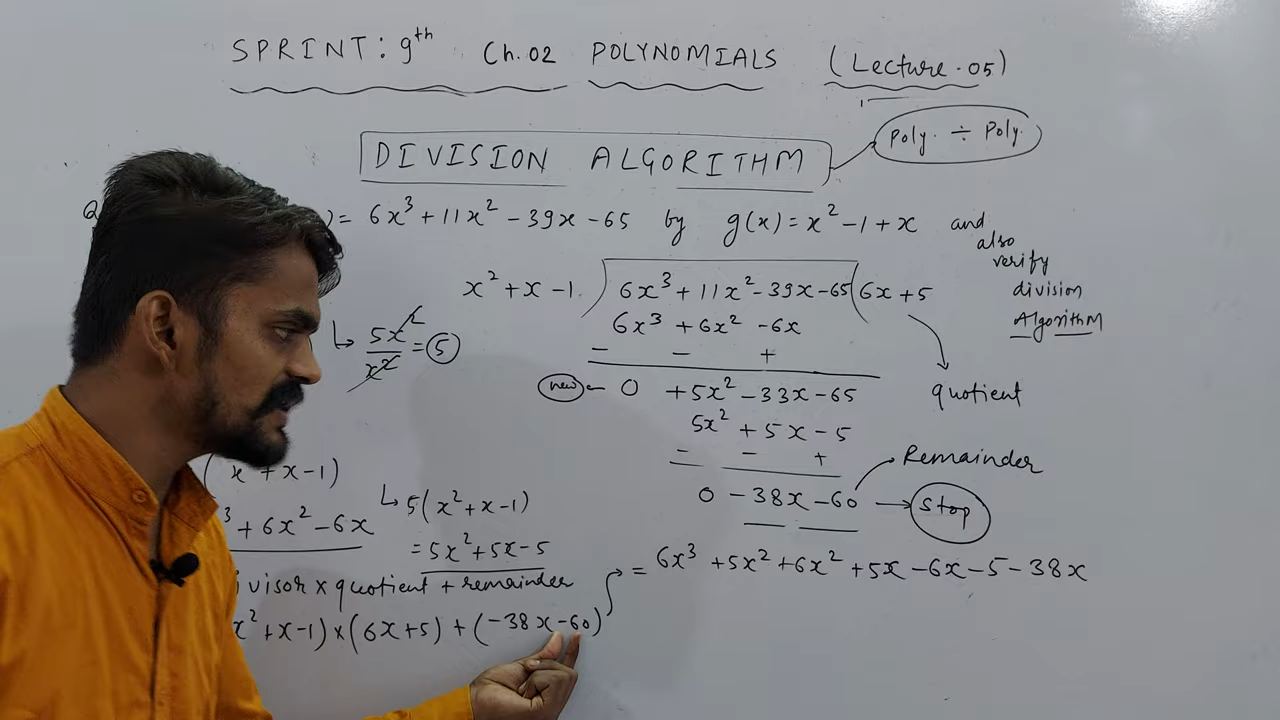 SPRINT: 9th Ch. 02 POLYNOMIALS (Lecture.05)
DIVISION ALGORITHM
Poly. ÷ Poly.
Q ) = 6x³ + 11x² - 39x - 65 by g(x) = x² - 1 + x and also verify division Algorithm
x² + x - 1 ) 6x³ + 11x² - 39x - 65 ( 6x + 5
6x³ + 6x² - 6x
- - +
new ← 0 + 5x² - 33x - 65
5x² + 5x - 5
- - +
0 - 38x - 60 → Stop
quotient
Remainder
↳ 5x²/x² = 5
(x + x - 1)
³ + 6x² - 6x
↳ 5(x² + x - 1)
= 5x² + 5x - 5
visor × quotient + remainder
x² + x - 1) × (6x + 5) + (-38x - 60)
= 6x³ + 5x² + 6x² + 5x - 6x - 5 - 38x